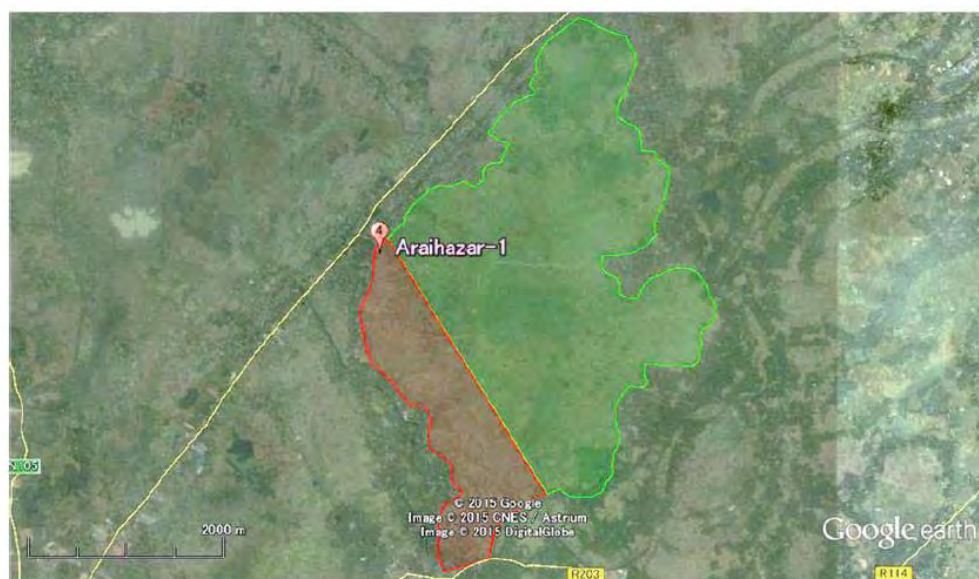 4
Araihazar-1
N105
© 2015 Google
Image © 2015 CNES / Astrium
Image © 2015 DigitalGlobe
2000 m
Google earth
R203
R114